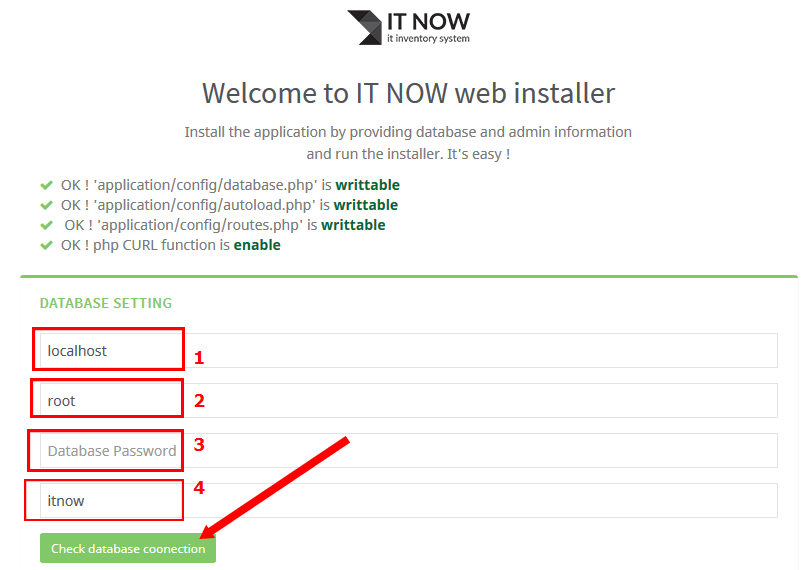 IT NOW
it inventory system
Welcome to IT NOW web installer
Install the application by providing database and admin information
and run the installer. It's easy !
OK ! 'application/config/database.php' is writtable
OK ! 'application/config/autoload.php' is writtable
OK ! 'application/config/routes.php' is writtable
OK ! php CURL function is enable
DATABASE SETTING
localhost 1
root 2
Database Password 3
itnow 4
Check database coonection